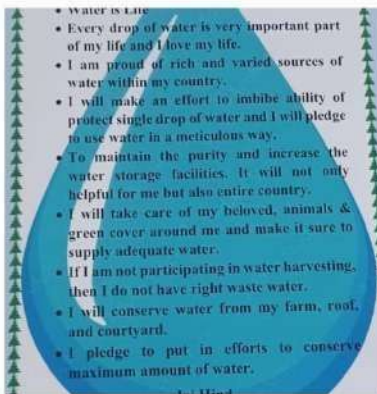 • Water is Life
• Every drop of water is very important part
of my life and I love my life.
• I am proud of rich and varied sources of
water within my country.
• I will make an effort to imbibe ability of
protect single drop of water and I will pledge
to use water in a meticulous way.
• To maintain the purity and increase the
water storage facilities. It will not only
helpful for me but also entire country.
• I will take care of my beloved, animals &
green cover around me and make it sure to
supply adequate water.
• If I am not participating in water harvesting,
then I do not have right waste water.
• I will conserve water from my farm, roof,
and courtyard.
• I pledge to put in efforts to conserve
maximum amount of water.
Jai Hind